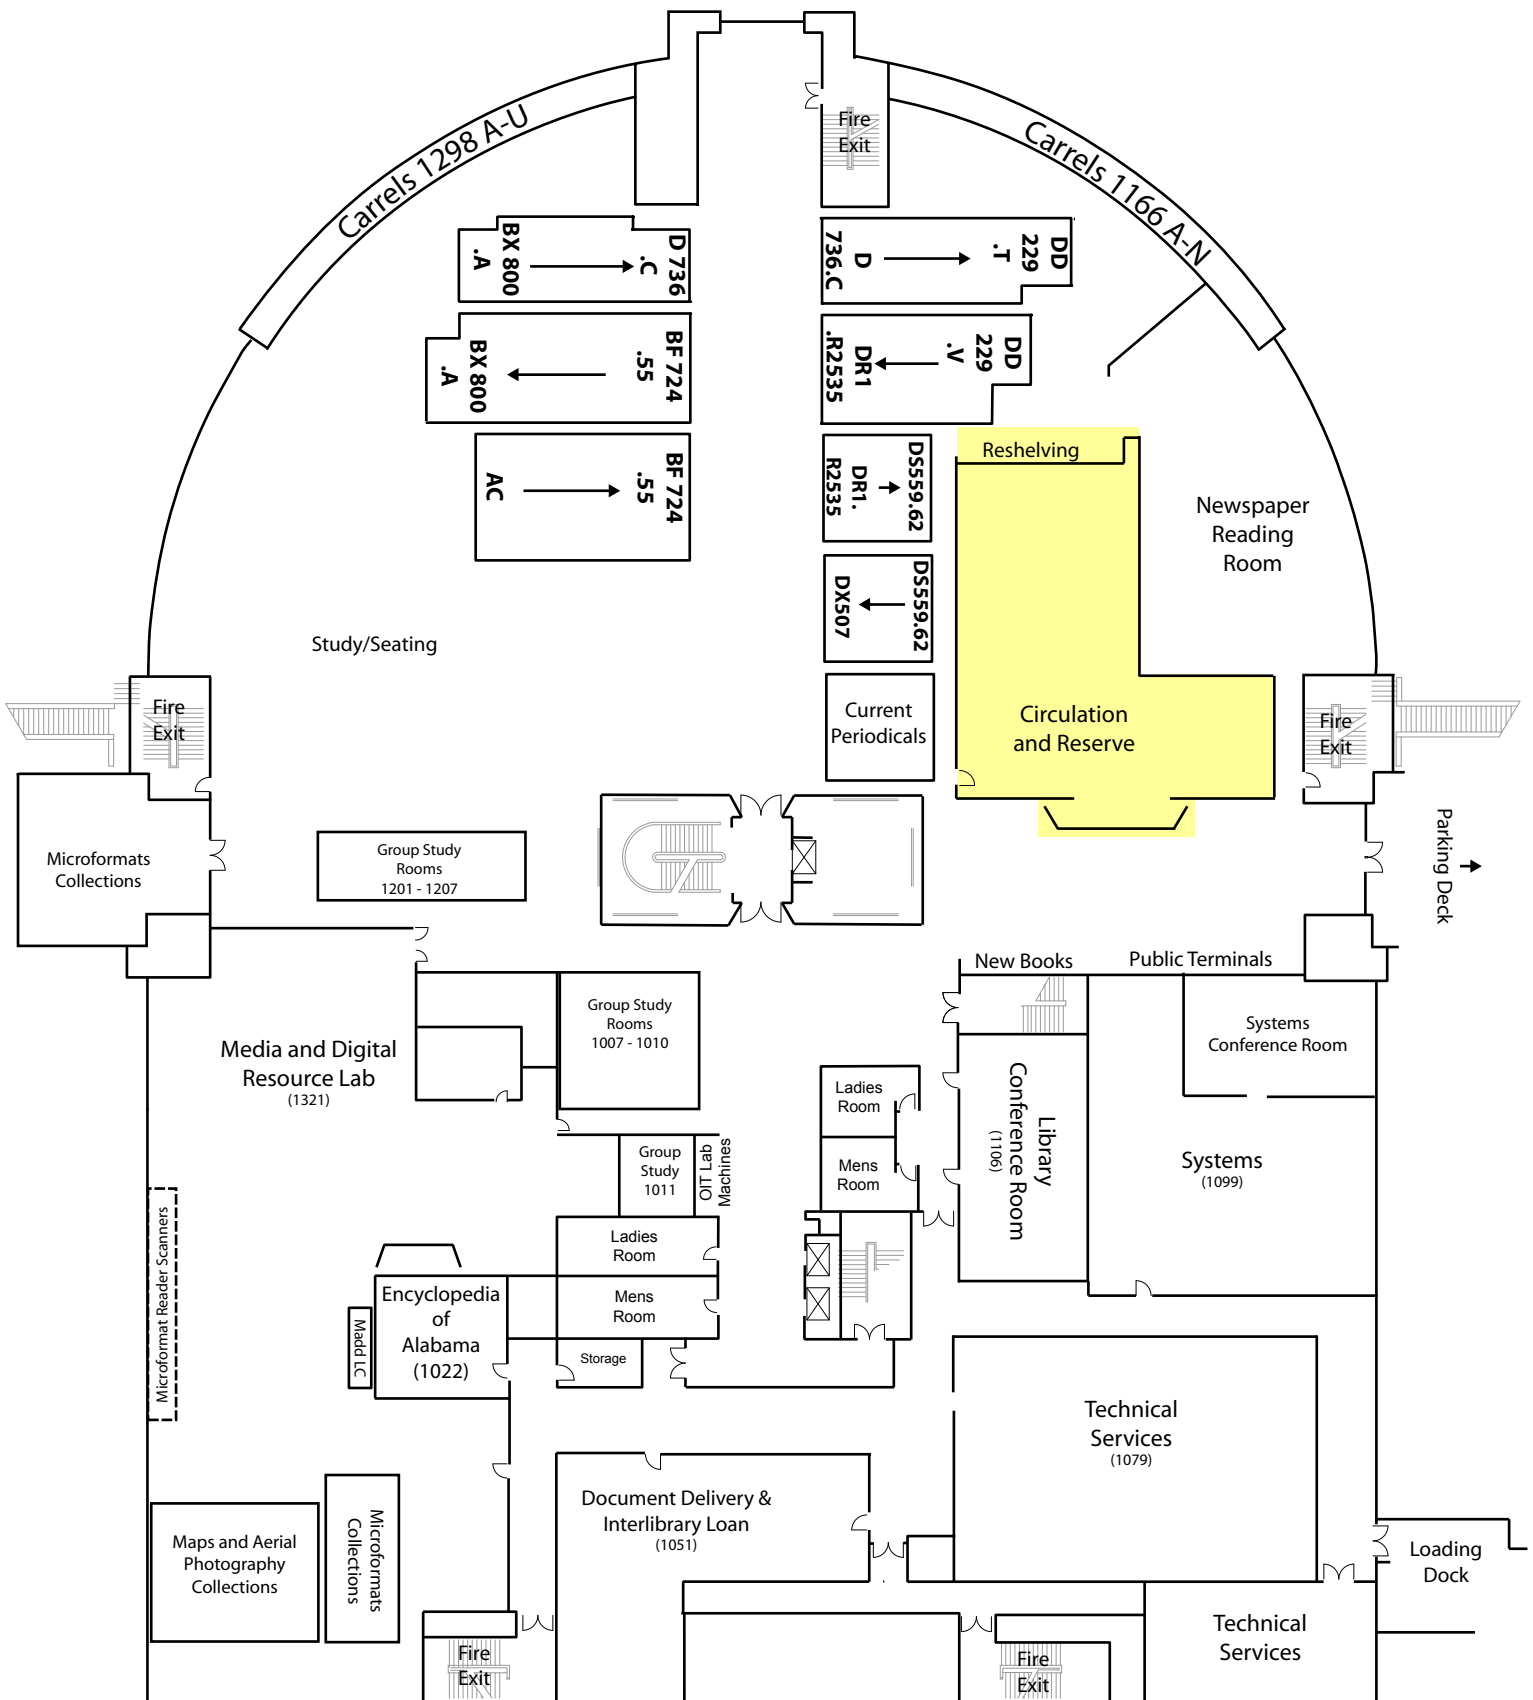 Carrels 1298 A-U
Fire
Exit
Carrels 1166 A-N
BX 800
.A
D 736
.C
D
736.C
DD
229
.T
BX 800
.A
BF 724
.55
DR1
.R2535
DD
229
.V
AC
BF 724
.55
DR1.
R2535
DS559.62
Reshelving
Newspaper
Reading
Room
DX507
DS559.62
Study/Seating
Fire
Exit
Current
Periodicals
Circulation
and Reserve
Fire
Exit
Microformats
Collections
Group Study
Rooms
1201 - 1207
Parking Deck
New Books
Public Terminals
Group Study
Rooms
1007 - 1010
Systems
Conference Room
Media and Digital
Resource Lab
(1321)
Ladies
Room
Library
Conference Room
(1106)
Group
Study
1011
OIT Lab
Machines
Mens
Room
Systems
(1099)
Microformat Reader Scanners
Ladies
Room
Encyclopedia
of
Alabama
(1022)
Mens
Room
Madd LC
Storage
Technical
Services
(1079)
Document Delivery &
Interlibrary Loan
(1051)
Maps and Aerial
Photography
Collections
Microformats
Collections
Loading
Dock
Technical
Services
Fire
Exit
Fire
Exit